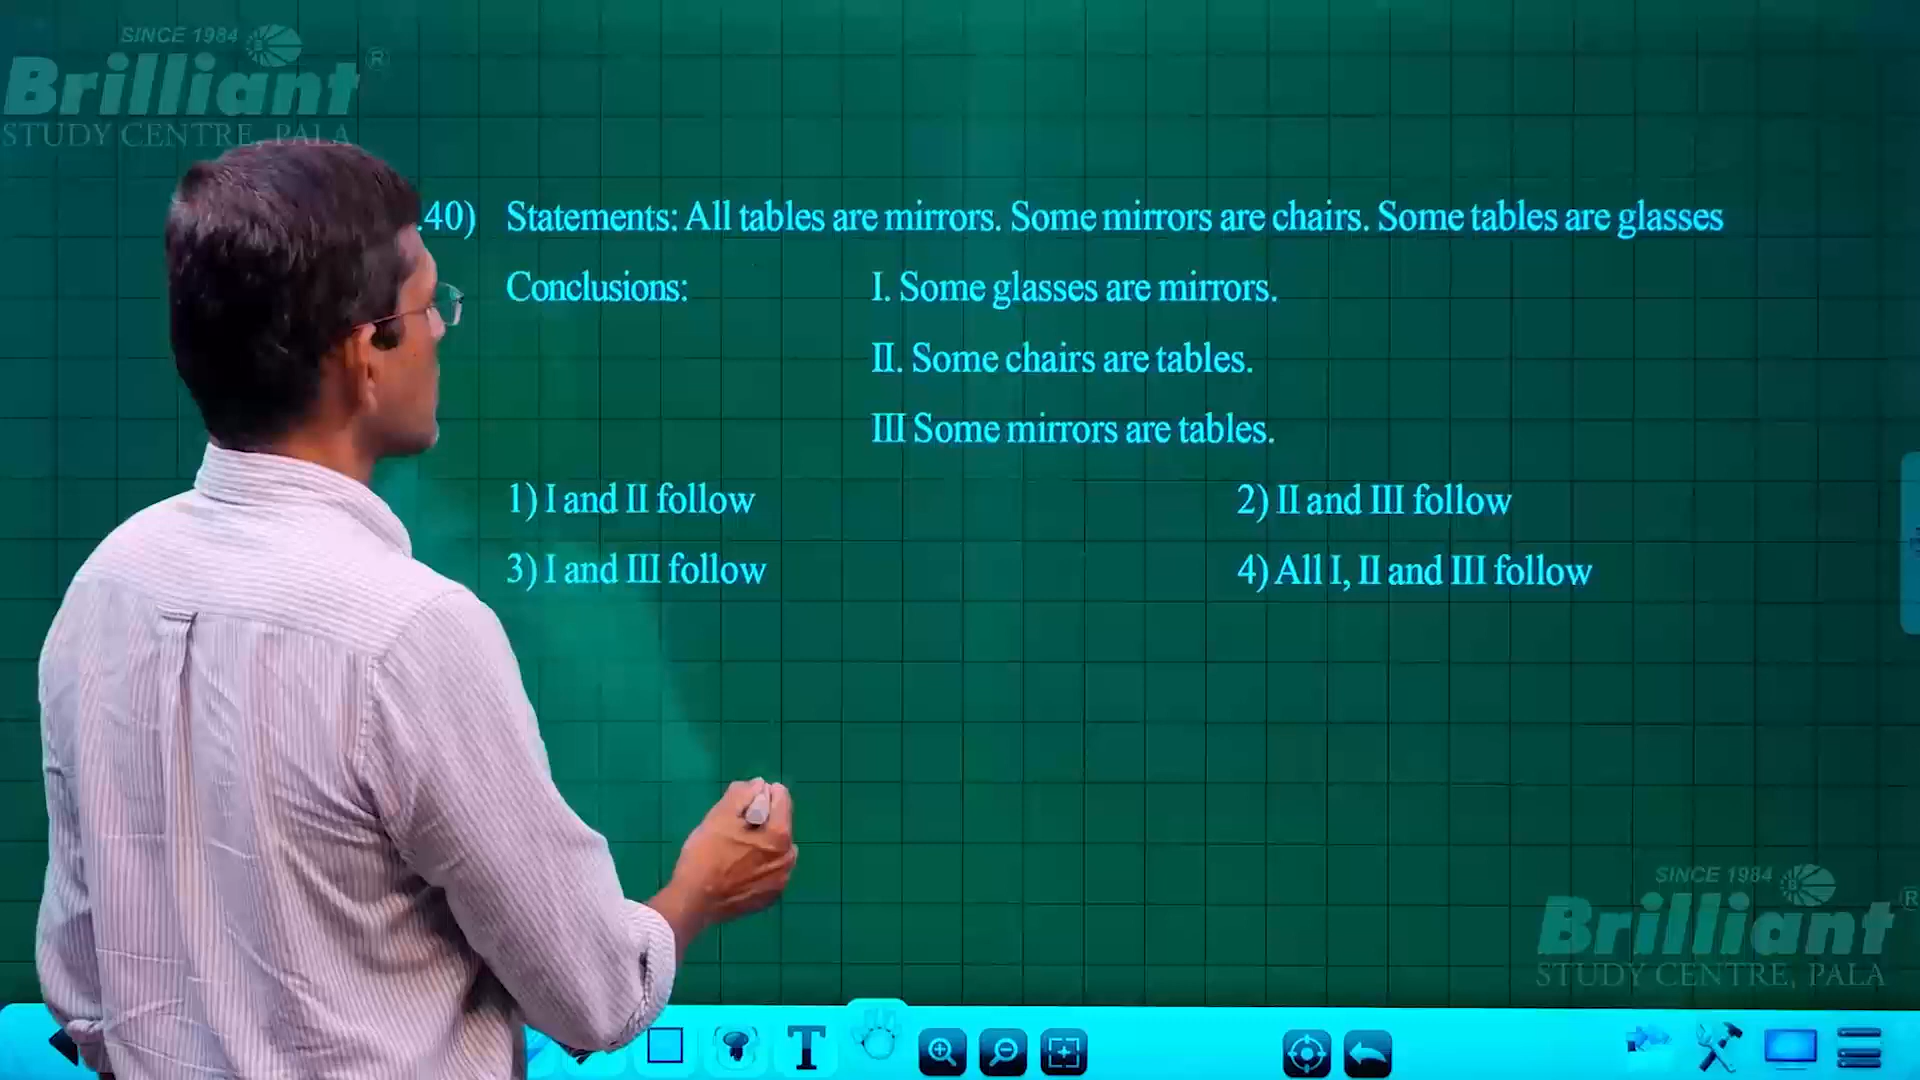 SINCE 1984
Brilliant ®
STUDY CENTRE, PALA
.40) Statements: All tables are mirrors. Some mirrors are chairs. Some tables are glasses
Conclusions: I. Some glasses are mirrors.
II. Some chairs are tables.
III Some mirrors are tables.
1) I and II follow 2) II and III follow
3) I and III follow 4) All I, II and III follow
SINCE 1984
Brilliant ®
STUDY CENTRE, PALA
T